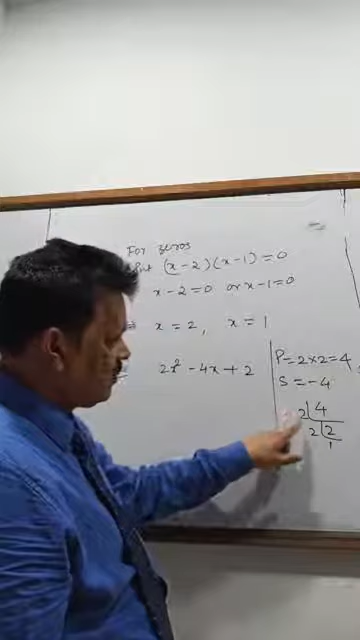 For zeros
Put (x-2)(x-1)=0
x-2=0 or x-1=0
x=2, x=1
2x² - 4x + 2
P=2×2=4
S=-4
2|4
2|2
1